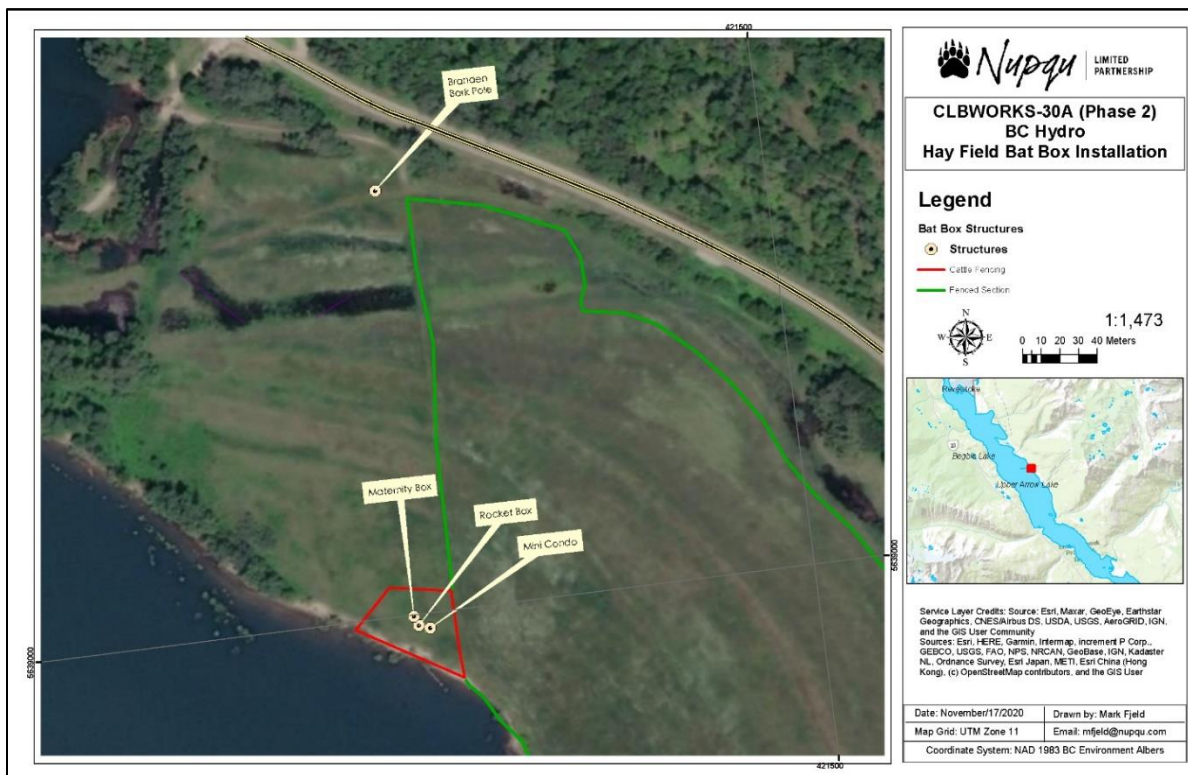 421500
Branden
Bark Pole
Maternity Box
Rocket Box
Mini Condo
5639000
5639000
421500
Nupqu
LIMITED
PARTNERSHIP
CLBWORKS-30A (Phase 2)
BC Hydro
Hay Field Bat Box Installation
Legend
Bat Box Structures
Structures
Cattle Fencing
Fenced Section
N
W E
S
1:1,473
0 10 20 30 40 Meters
Revelstoke
23
Begbie Lake
Upper Arrow Lake
Service Layer Credits: Source: Esri, Maxar, GeoEye, Earthstar
Geographics, CNES/Airbus DS, USDA, USGS, AeroGRID, IGN,
and the GIS User Community
Sources: Esri, HERE, Garmin, Intermap, increment P Corp.,
GEBCO, USGS, FAO, NPS, NRCAN, GeoBase, IGN, Kadaster
NL, Ordnance Survey, Esri Japan, METI, Esri China (Hong
Kong), (c) OpenStreetMap contributors, and the GIS User
Date: November/17/2020
Drawn by: Mark Fjeld
Map Grid: UTM Zone 11
Email: mfjeld@nupqu.com
Coordinate System: NAD 1983 BC Environment Albers